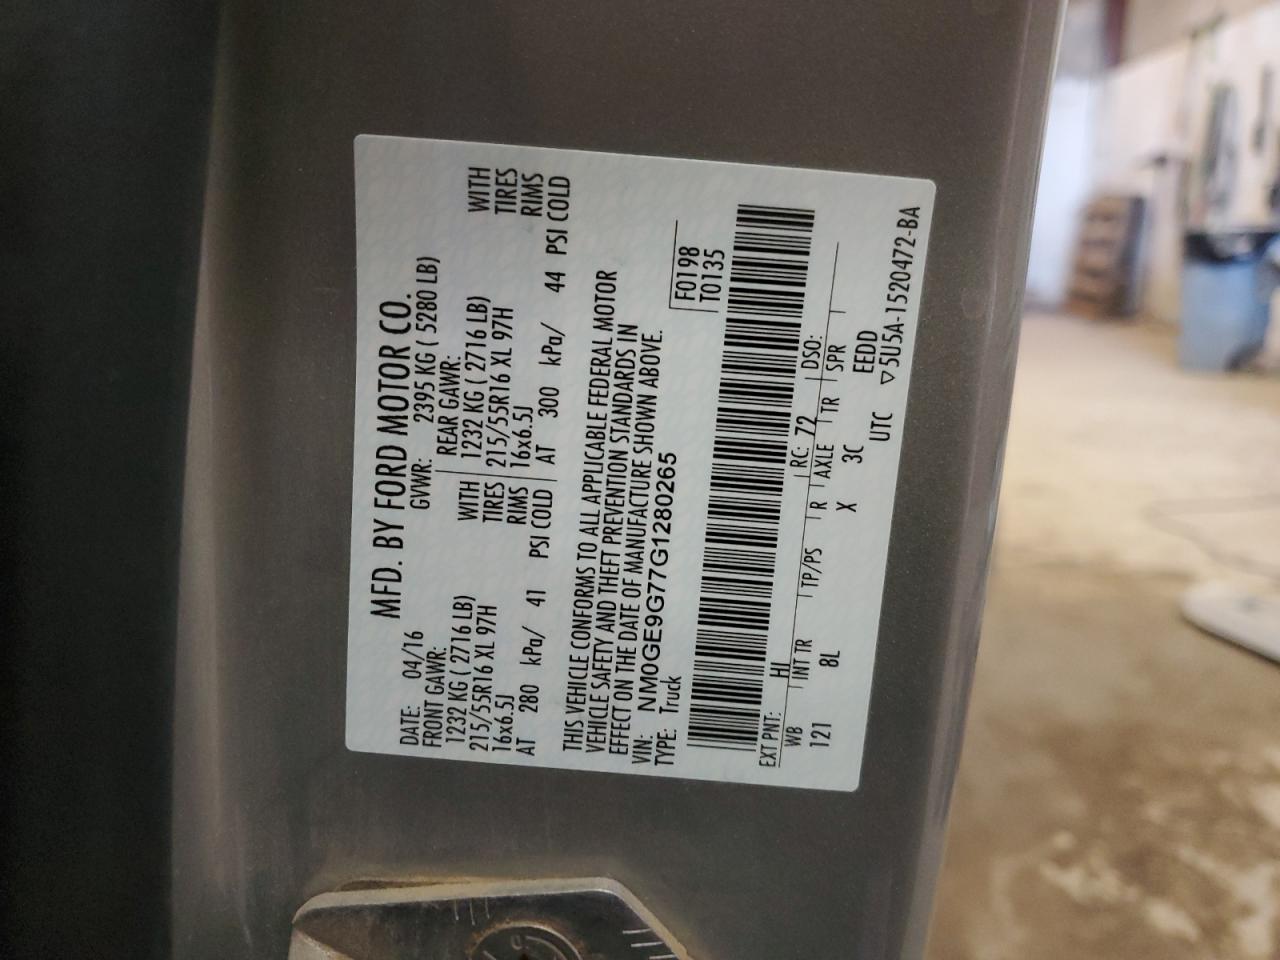 MFD. BY FORD MOTOR CO.
DATE: 04/16 GVWR: 2395 KG ( 5280 LB)
FRONT GAWR: REAR GAWR:
1232 KG ( 2716 LB) WITH 1232 KG ( 2716 LB) WITH
215/55R16 XL 97H TIRES 215/55R16 XL 97H TIRES
16x6.5J RIMS 16x6.5J RIMS
AT 280 kPa/ 41 PSI COLD AT 300 kPa/ 44 PSI COLD
THIS VEHICLE CONFORMS TO ALL APPLICABLE FEDERAL MOTOR
VEHICLE SAFETY AND THEFT PREVENTION STANDARDS IN
EFFECT ON THE DATE OF MANUFACTURE SHOWN ABOVE.
VIN: NM0GE9G77G1280265 F0198
TYPE: Truck T0135
EXT PNT: HI RC: 72 DSO:
WB INT TR TP/PS R AXLE TR SPR
121 8L X 3C EEDD
UTC ▽5U5A-1520472-BA